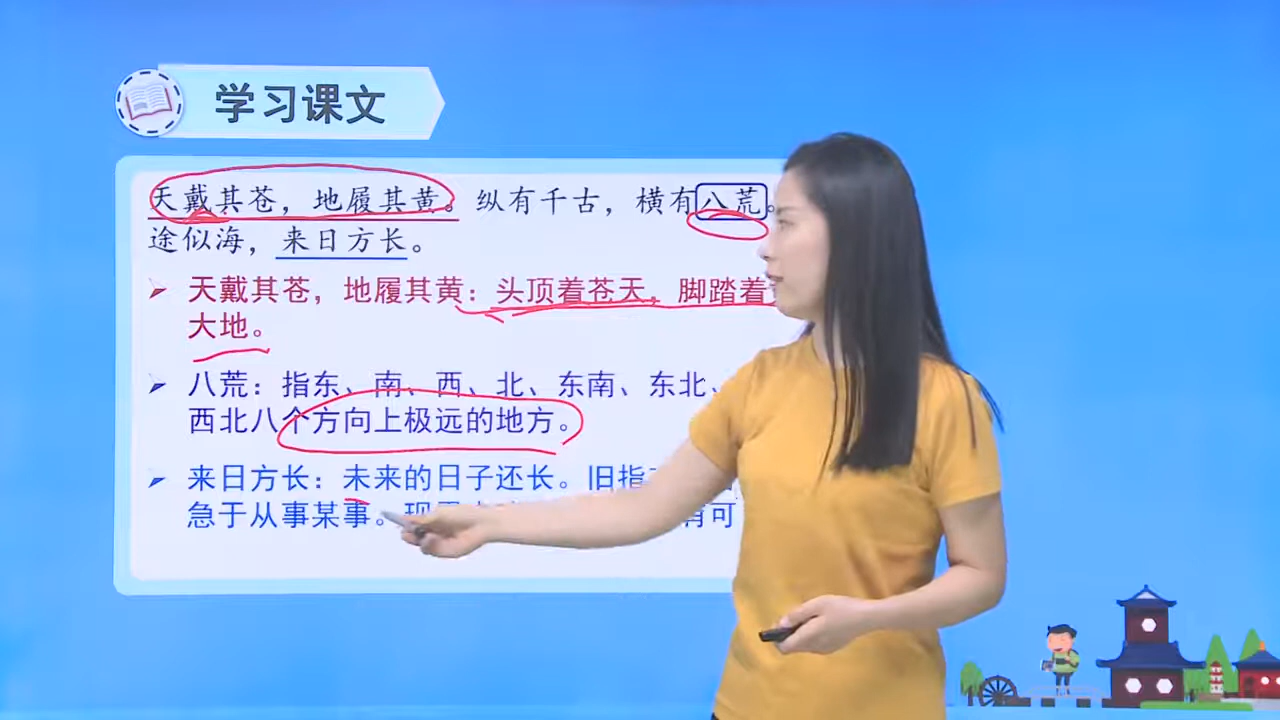 学习课文
天戴其苍，地履其黄。纵有千古，横有八荒。
途似海，来日方长。
天戴其苍，地履其黄：头顶着苍天，脚踏着
大地。
八荒：指东、南、西、北、东南、东北、
西北八个方向上极远的地方。
来日方长：未来的日子还长。旧指
急于从事某事。现
有可